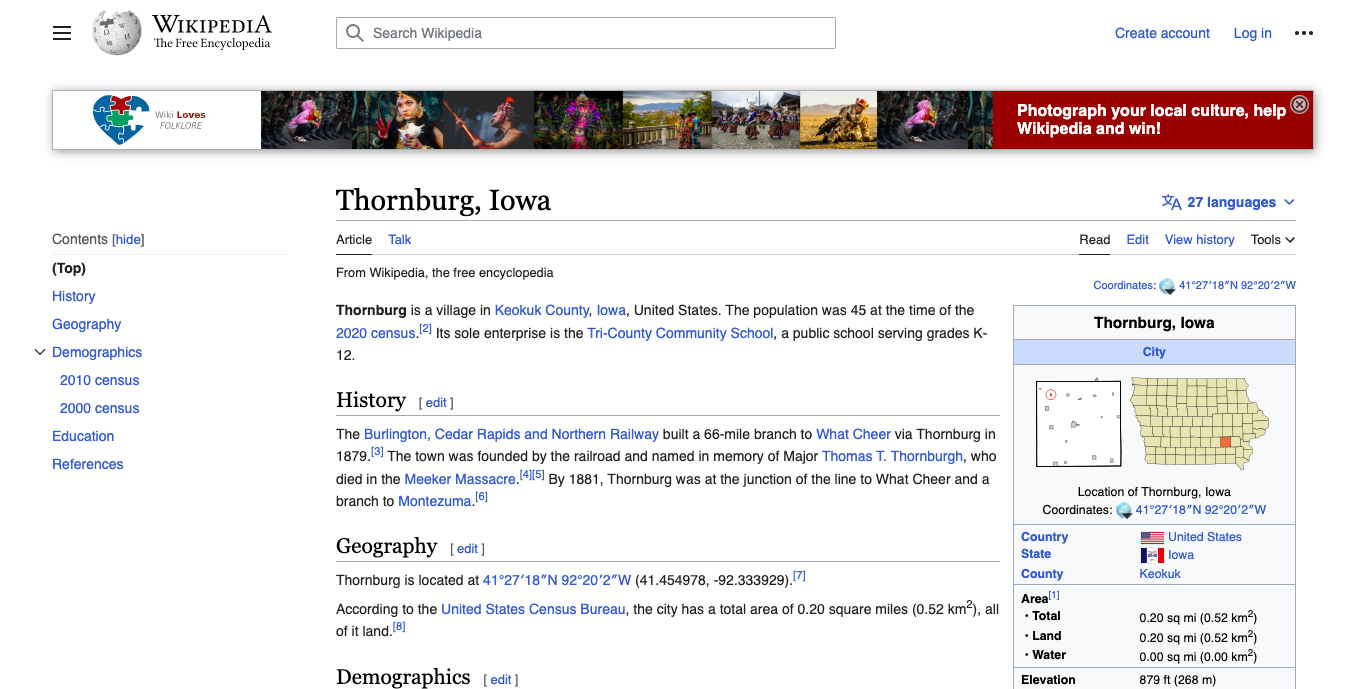 WIKIPEDIA
The Free Encyclopedia
Search Wikipedia
Create account
Log in
Wiki Loves
FOLKLORE
Photograph your local culture, help
Wikipedia and win!
Contents [hide]
(Top)
History
Geography
Demographics
2010 census
2000 census
Education
References
Thornburg, Iowa
27 languages
Article Talk
Read Edit View history Tools
From Wikipedia, the free encyclopedia
Coordinates: 41°27′18″N 92°20′2″W
Thornburg is a village in Keokuk County, Iowa, United States. The population was 45 at the time of the
2020 census.[2] Its sole enterprise is the Tri-County Community School, a public school serving grades K-
12.
History [ edit ]
The Burlington, Cedar Rapids and Northern Railway built a 66-mile branch to What Cheer via Thornburg in
1879.[3] The town was founded by the railroad and named in memory of Major Thomas T. Thornburgh, who
died in the Meeker Massacre.[4][5] By 1881, Thornburg was at the junction of the line to What Cheer and a
branch to Montezuma.[6]
Geography [ edit ]
Thornburg is located at 41°27′18″N 92°20′2″W (41.454978, -92.333929).[7]
According to the United States Census Bureau, the city has a total area of 0.20 square miles (0.52 km2), all
of it land.[8]
Demographics [ edit ]
Thornburg, Iowa
City
Location of Thornburg, Iowa
Coordinates: 41°27′18″N 92°20′2″W
Country United States
State Iowa
County Keokuk
Area[1]
• Total 0.20 sq mi (0.52 km2)
• Land 0.20 sq mi (0.52 km2)
• Water 0.00 sq mi (0.00 km2)
Elevation 879 ft (268 m)